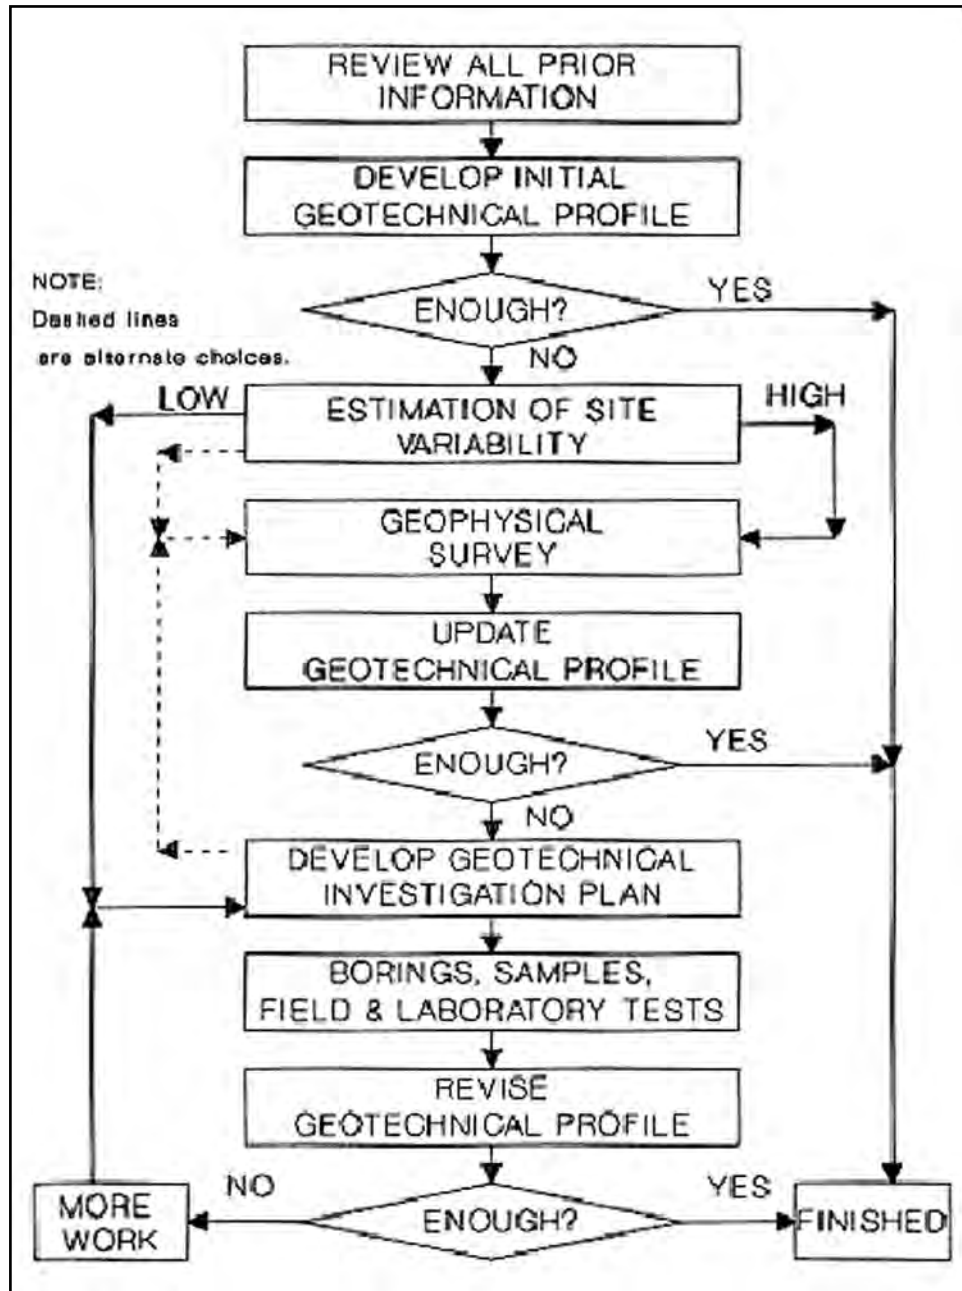 REVIEW ALL PRIOR
INFORMATION
DEVELOP INITIAL
GEOTECHNICAL PROFILE
NOTE:
Dashed lines
are alternate choices.
ENOUGH?
YES
NO
LOW
ESTIMATION OF SITE
VARIABILITY
HIGH
GEOPHYSICAL
SURVEY
UPDATE
GEOTECHNICAL PROFILE
ENOUGH?
YES
NO
DEVELOP GEOTECHNICAL
INVESTIGATION PLAN
BORINGS, SAMPLES,
FIELD & LABORATORY TESTS
REVISE
GEOTECHNICAL PROFILE
NO
YES
MORE
WORK
ENOUGH?
FINISHED